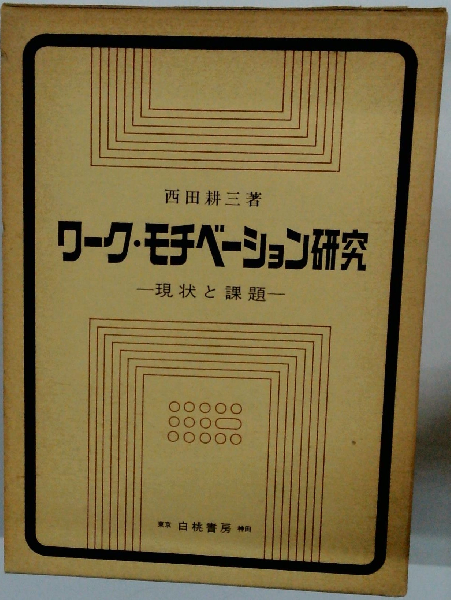 西田耕三著
ワーク・モチベーション研究
—現状と課題—
東京 白桃書房 神田